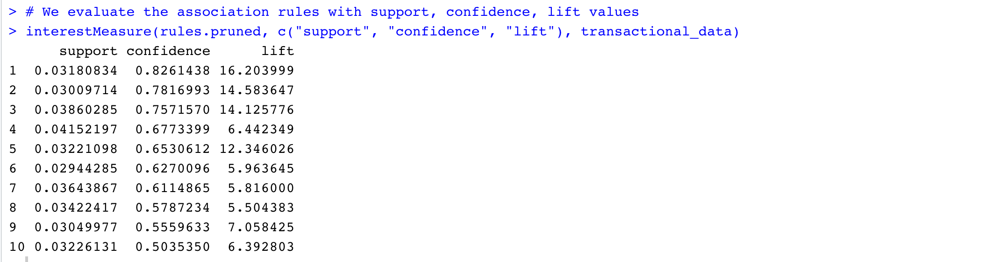 > # We evaluate the association rules with support, confidence, lift values
> interestMeasure(rules.pruned, c("support", "confidence", "lift"), transactional_data)
support confidence lift
1 0.03180834 0.8261438 16.203999
2 0.03009714 0.7816993 14.583647
3 0.03860285 0.7571570 14.125776
4 0.04152197 0.6773399 6.442349
5 0.03221098 0.6530612 12.346026
6 0.02944285 0.6270096 5.963645
7 0.03643867 0.6114865 5.816000
8 0.03422417 0.5787234 5.504383
9 0.03049977 0.5559633 7.058425
10 0.03226131 0.5035350 6.392803